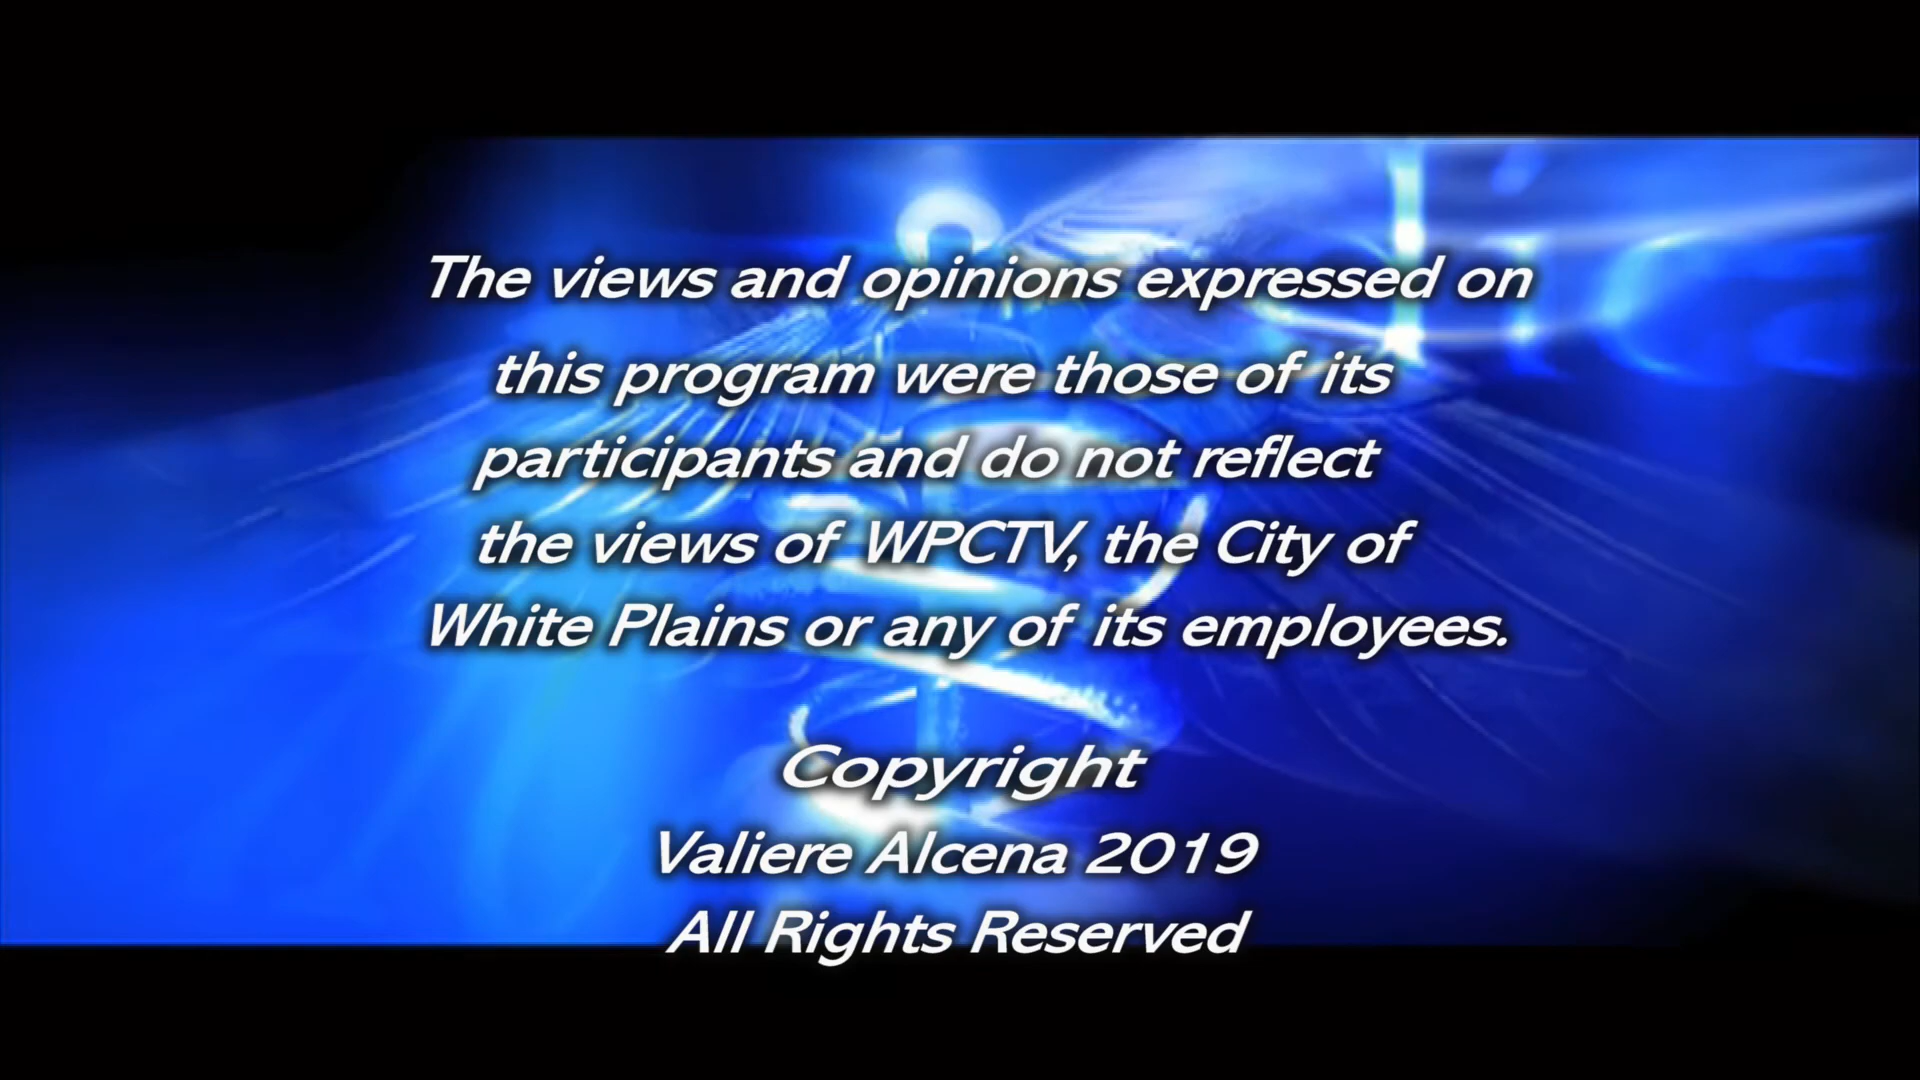 The views and opinions expressed on
this program were those of its
participants and do not reflect
the views of WPCTV, the City of
White Plains or any of its employees.
Copyright
Valiere Alcena 2019
All Rights Reserved